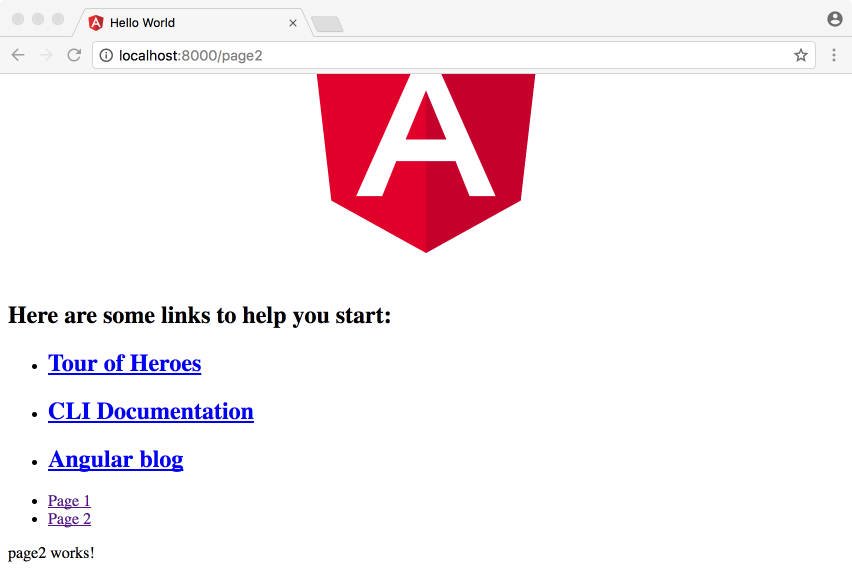 Hello World
localhost:8000/page2
A
Here are some links to help you start:
Tour of Heroes
CLI Documentation
Angular blog
Page 1
Page 2
page2 works!